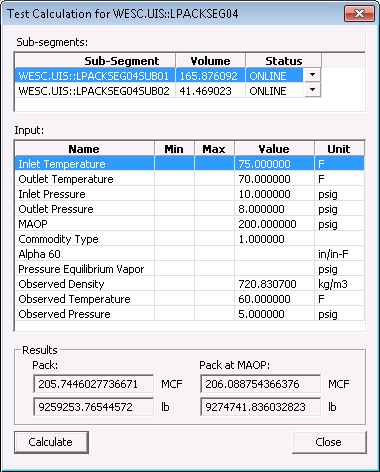 Test Calculation for WESC.UIS::LPACKSEG04
Sub-segments:
Sub-Segment Volume Status
WESC.UIS::LPACKSEG04SUB01 165.876092 ONLINE
WESC.UIS::LPACKSEG04SUB02 41.469023 ONLINE
Input:
Name Min Max Value Unit
Inlet Temperature 75.000000 F
Outlet Temperature 70.000000 F
Inlet Pressure 10.000000 psig
Outlet Pressure 8.000000 psig
MAOP 200.000000 psig
Commodity Type 1.000000
Alpha 60 in/in-F
Pressure Equilibrium Vapor psig
Observed Density 720.830700 kg/m3
Observed Temperature 60.000000 F
Observed Pressure 5.000000 psig
Results
Pack: Pack at MAOP:
205.7446027736671 MCF 206.088754366376 MCF
9259253.76544572 lb 9274741.836032823 lb
Calculate Close